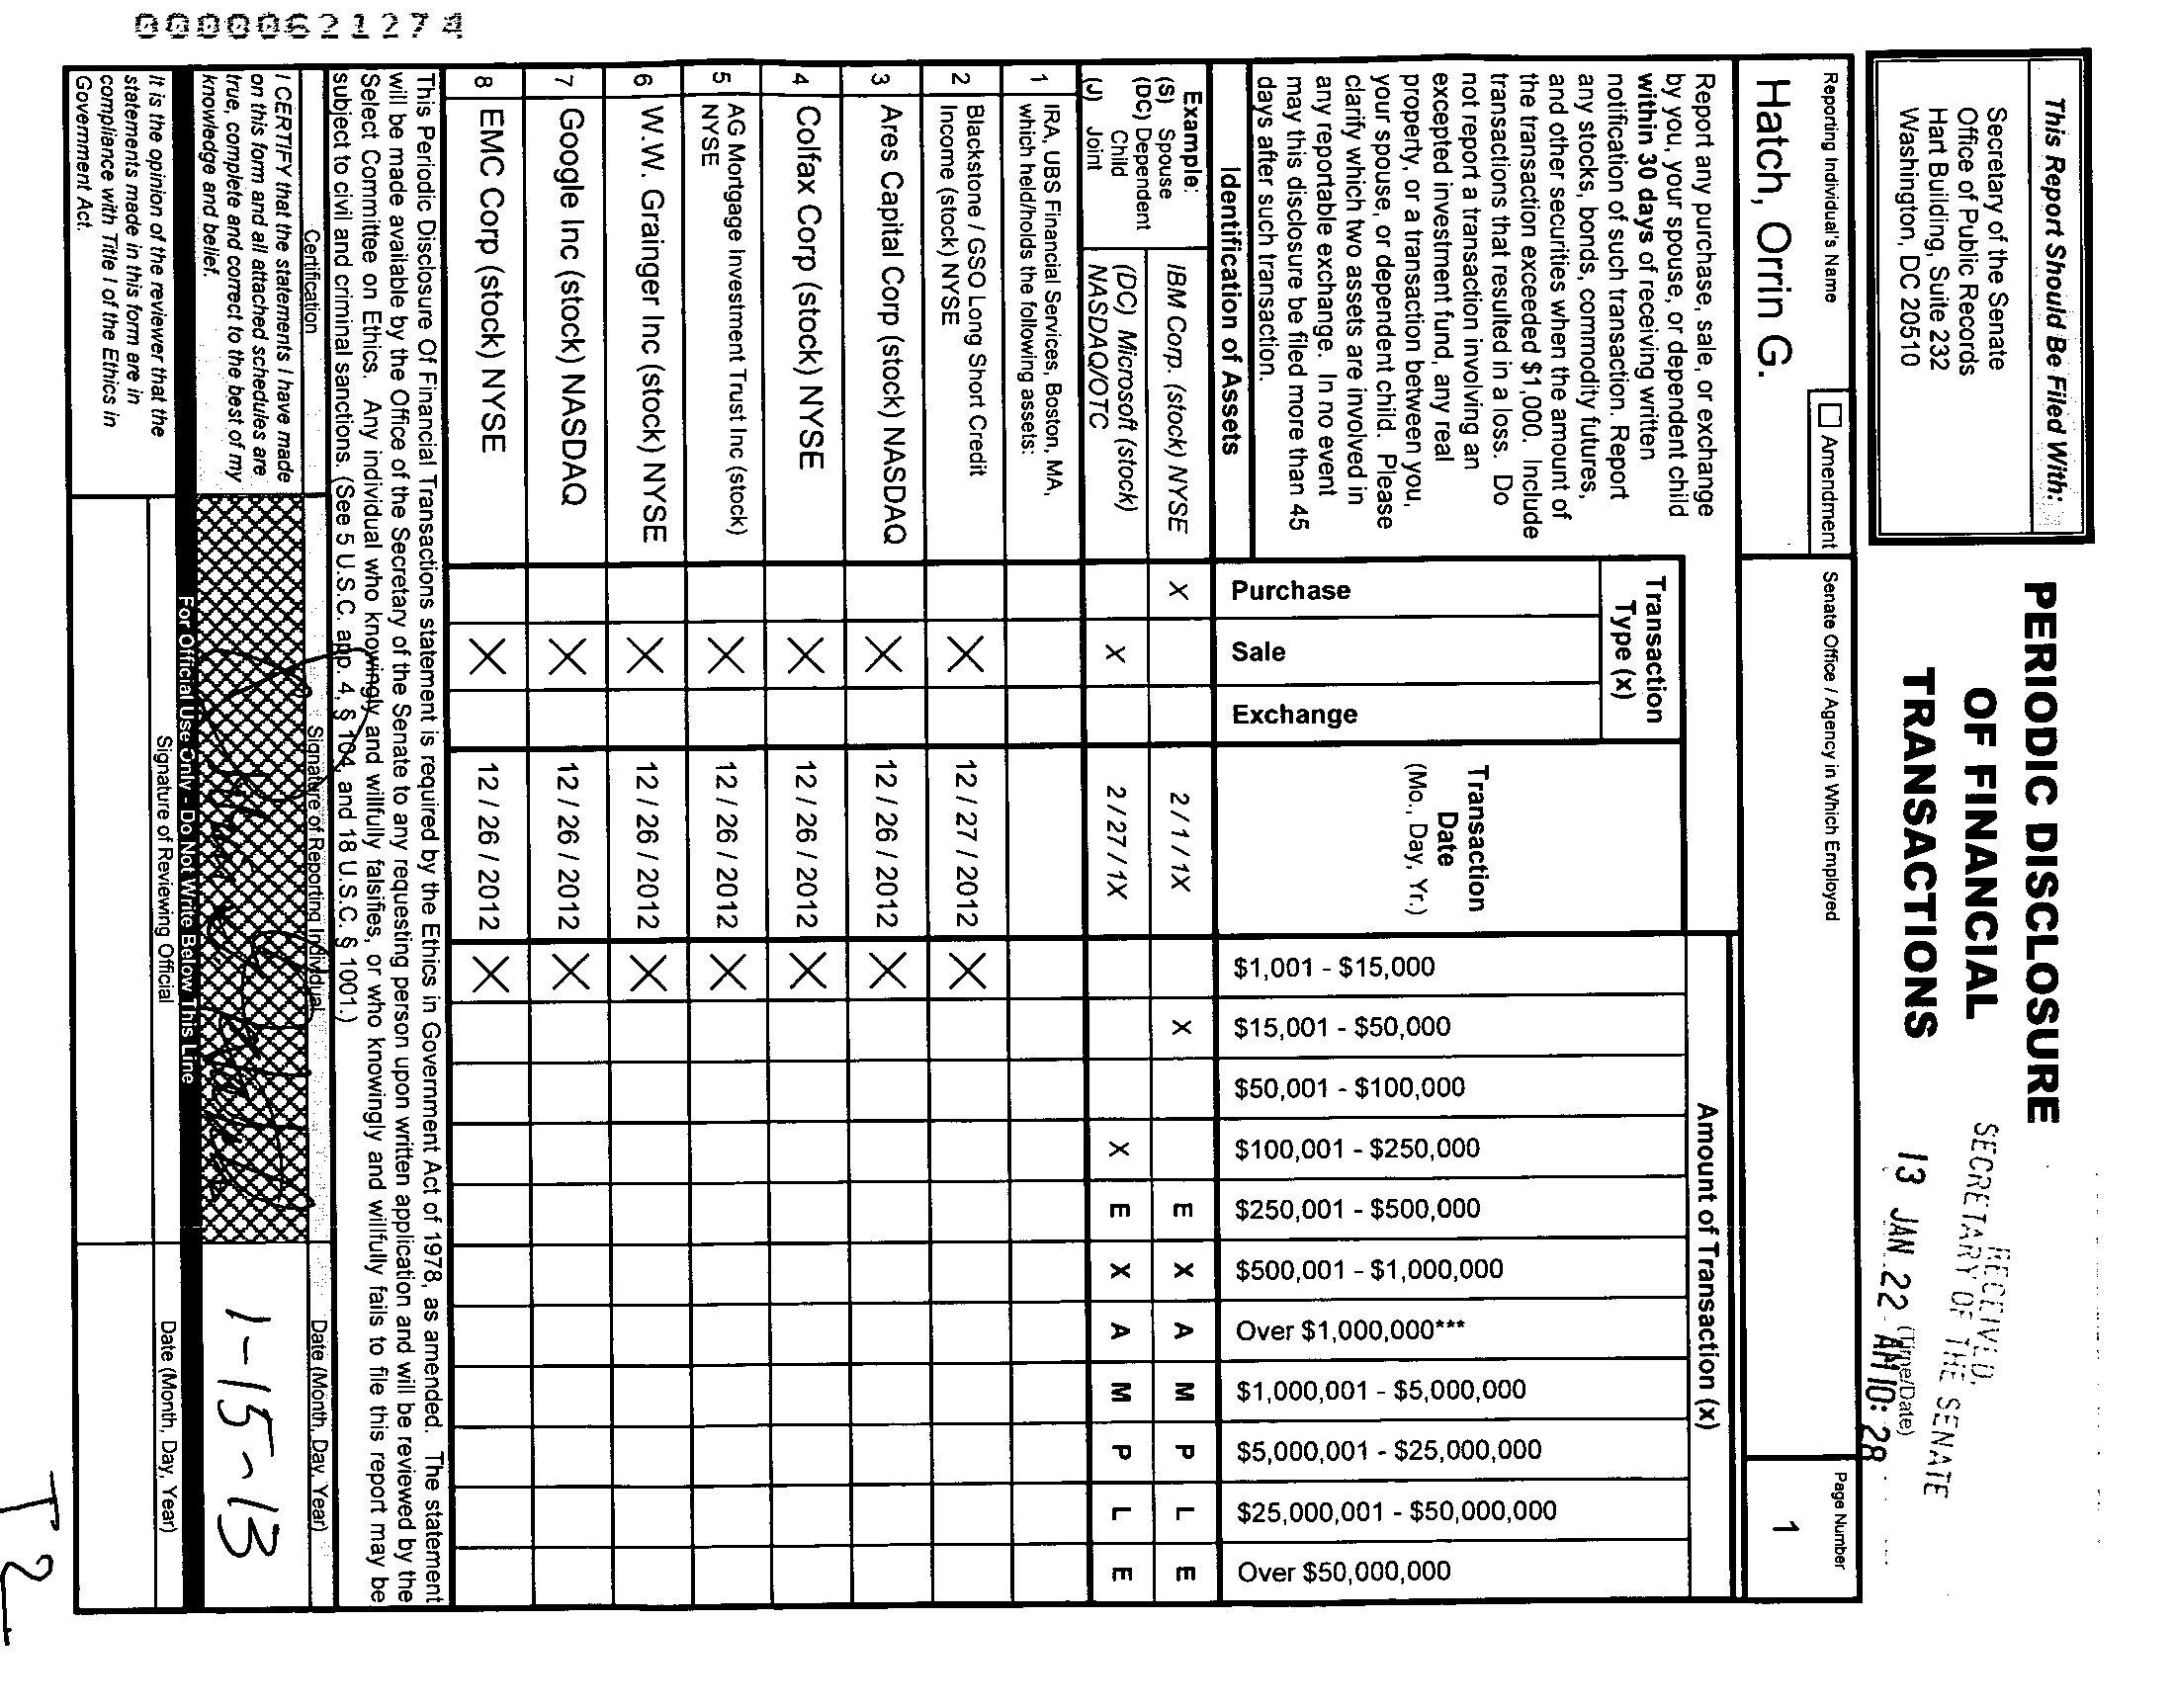 00000621274
This Report Should Be Filed With:
Secretary of the Senate
Office of Public Records
Hart Building, Suite 232
Washington, DC 20510
PERIODIC DISCLOSURE
OF FINANCIAL
TRANSACTIONS
RECEIVED,
SECRETARY OF THE SENATE
(Time/Date)
13 JAN 22 AM 10: 28
Reporting Individual's Name
Amendment
Senate Office / Agency in Which Employed
Page Number
Hatch, Orrin G.
1
Report any purchase, sale, or exchange
by you, your spouse, or dependent child
within 30 days of receiving written
notification of such transaction. Report
any stocks, bonds, commodity futures,
and other securities when the amount of
the transaction exceeded $1,000. Include
transactions that resulted in a loss. Do
not report a transaction involving an
excepted investment fund, any real
property, or a transaction between you,
your spouse, or dependent child. Please
clarify which two assets are involved in
any reportable exchange. In no event
may this disclosure be filed more than 45
days after such transaction.
Transaction
Type (x)
Transaction
Date
(Mo., Day, Yr.)
Amount of Transaction (x)
Identification of Assets
Purchase
Sale
Exchange
$1,001 - $15,000
$15,001 - $50,000
$50,001 - $100,000
$100,001 - $250,000
$250,001 - $500,000
$500,001 - $1,000,000
Over $1,000,000***
$1,000,001 - $5,000,000
$5,000,001 - $25,000,000
$25,000,001 - $50,000,000
Over $50,000,000
Example:
(S) Spouse
(DC) Dependent
Child
(J) Joint
IBM Corp. (stock) NYSE X 2 / 1 / 1X X E X A M P L E
(DC) Microsoft (stock)
NASDAQ/OTC X 2 / 27 / 1X X E X A M P L E
1 IRA, UBS Financial Services, Boston, MA,
which held/holds the following assets:
2 Blackstone / GSO Long Short Credit
Income (stock) NYSE X 12 / 27 / 2012 X
3 Ares Capital Corp (stock) NASDAQ X 12 / 26 / 2012 X
4 Colfax Corp (stock) NYSE X 12 / 26 / 2012 X
5 AG Mortgage Investment Trust Inc (stock)
NYSE X 12 / 26 / 2012 X
6 W.W. Grainger Inc (stock) NYSE X 12 / 26 / 2012 X
7 Google Inc (stock) NASDAQ X 12 / 26 / 2012 X
8 EMC Corp (stock) NYSE X 12 / 26 / 2012 X
This Periodic Disclosure Of Financial Transactions statement is required by the Ethics in Government Act of 1978, as amended. The statement
will be made available by the Office of the Secretary of the Senate to any requesting person upon written application and will be reviewed by the
Select Committee on Ethics. Any individual who knowingly and willfully falsifies, or who knowingly and willfully fails to file this report may be
subject to civil and criminal sanctions. (See 5 U.S.C. app. 4, § 104, and 18 U.S.C. § 1001.)
Certification
Signature of Reporting Individual
Date (Month, Day, Year)
I CERTIFY that the statements I have made
on this form and all attached schedules are
true, complete and correct to the best of my
knowledge and belief.
1-15-13
For Official Use Only - Do Not Write Below This Line
It is the opinion of the reviewer that the
statements made in this form are in
compliance with Title I of the Ethics in
Government Act.
Signature of Reviewing Official
Date (Month, Day, Year)